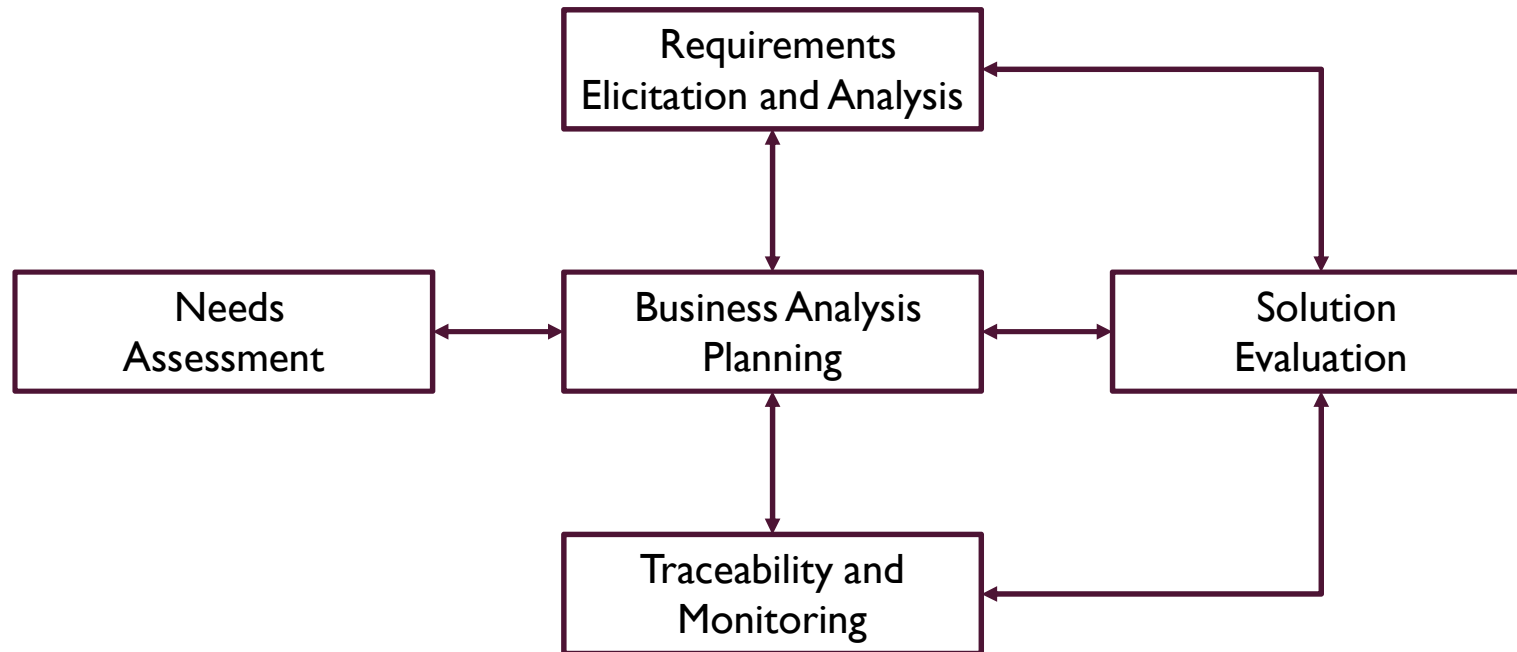 Requirements
Elicitation and Analysis
Needs
Assessment
Business Analysis
Planning
Solution
Evaluation
Traceability and
Monitoring